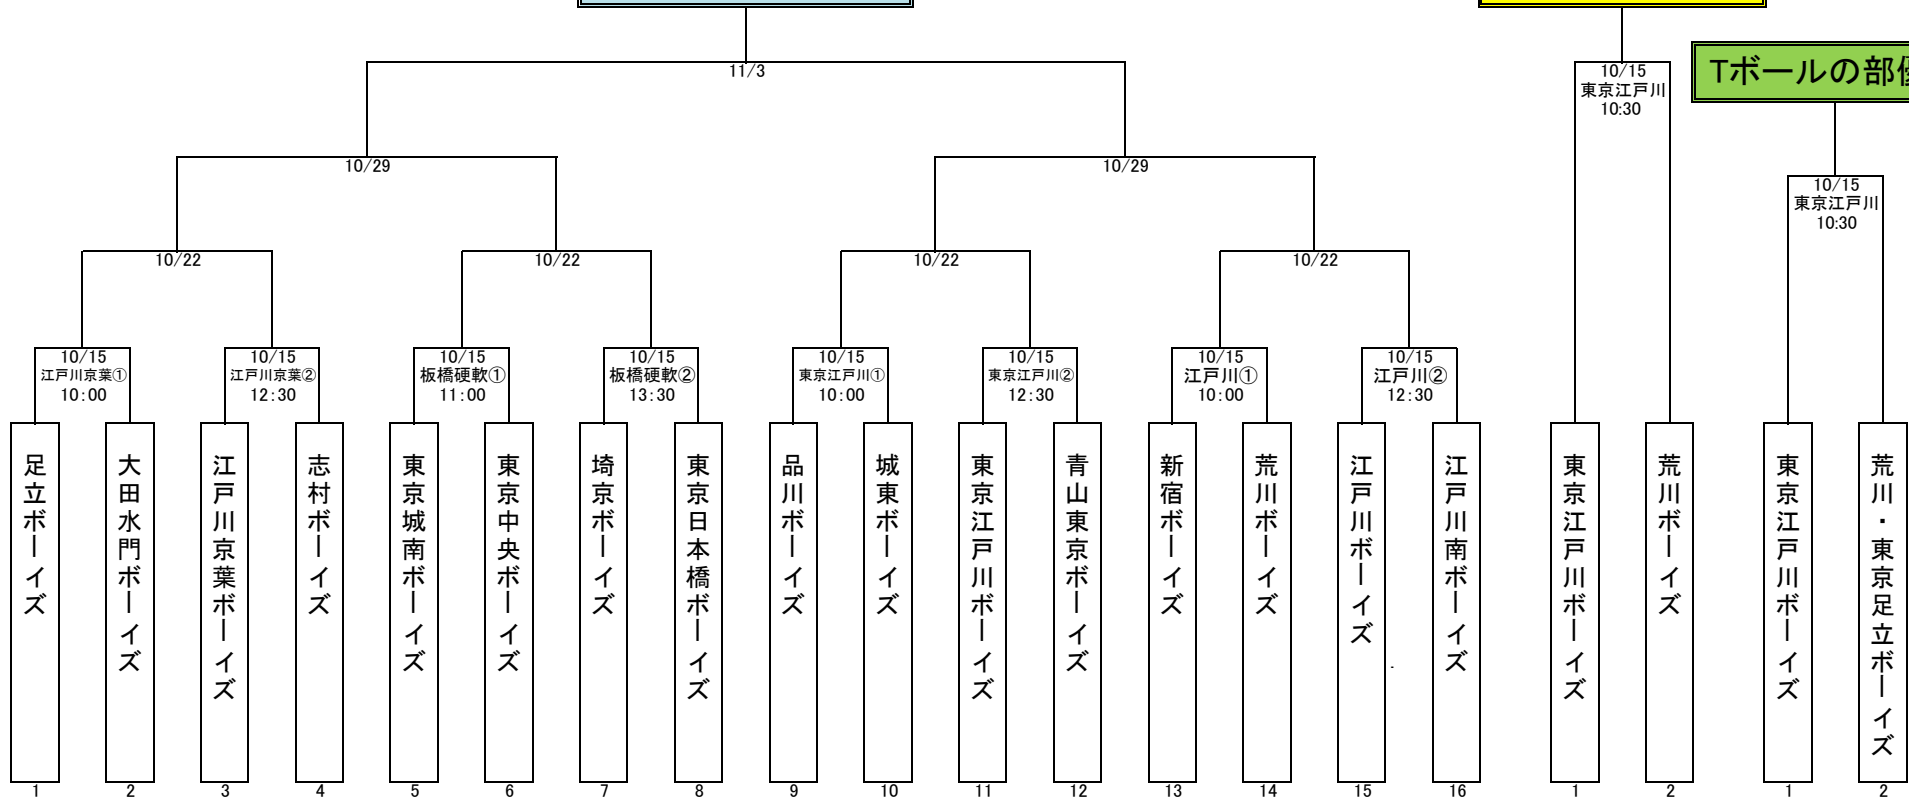 11/3
10/15
東京江戸川
10:30
Tボールの部
10/29
10/29
10/15
東京江戸川
10:30
10/22
10/22
10/22
10/22
10/15
江戸川京葉①
10:00
10/15
江戸川京葉②
12:30
10/15
板橋硬軟①
11:00
10/15
板橋硬軟②
13:30
10/15
東京江戸川①
10:00
10/15
東京江戸川②
12:30
10/15
江戸川①
10:00
10/15
江戸川②
12:30
足立ボーイズ
大田水門ボーイズ
江戸川京葉ボーイズ
志村ボーイズ
東京城南ボーイズ
東京中央ボーイズ
埼京ボーイズ
東京日本橋ボーイズ
品川ボーイズ
城東ボーイズ
東京江戸川ボーイズ
青山東京ボーイズ
新宿ボーイズ
荒川ボーイズ
江戸川ボーイズ
江戸川南ボーイズ
東京江戸川ボーイズ
荒川ボーイズ
東京江戸川ボーイズ
荒川・東京足立ボーイズ
1
2
3
4
5
6
7
8
9
10
11
12
13
14
15
16
1
2
1
2